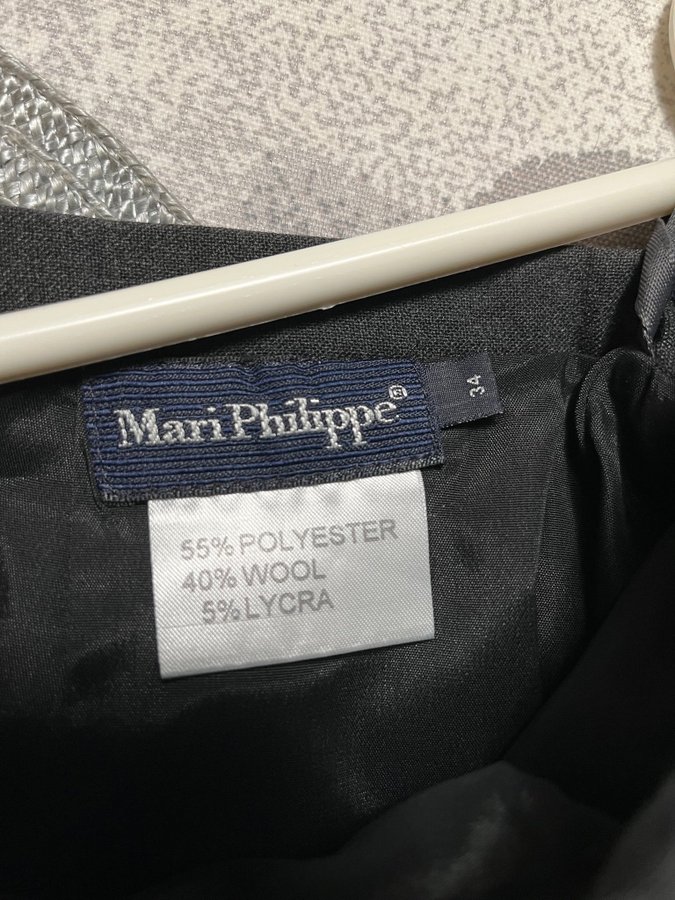 Mari Philippe®
34
55% POLYESTER
40% WOOL
5% LYCRA